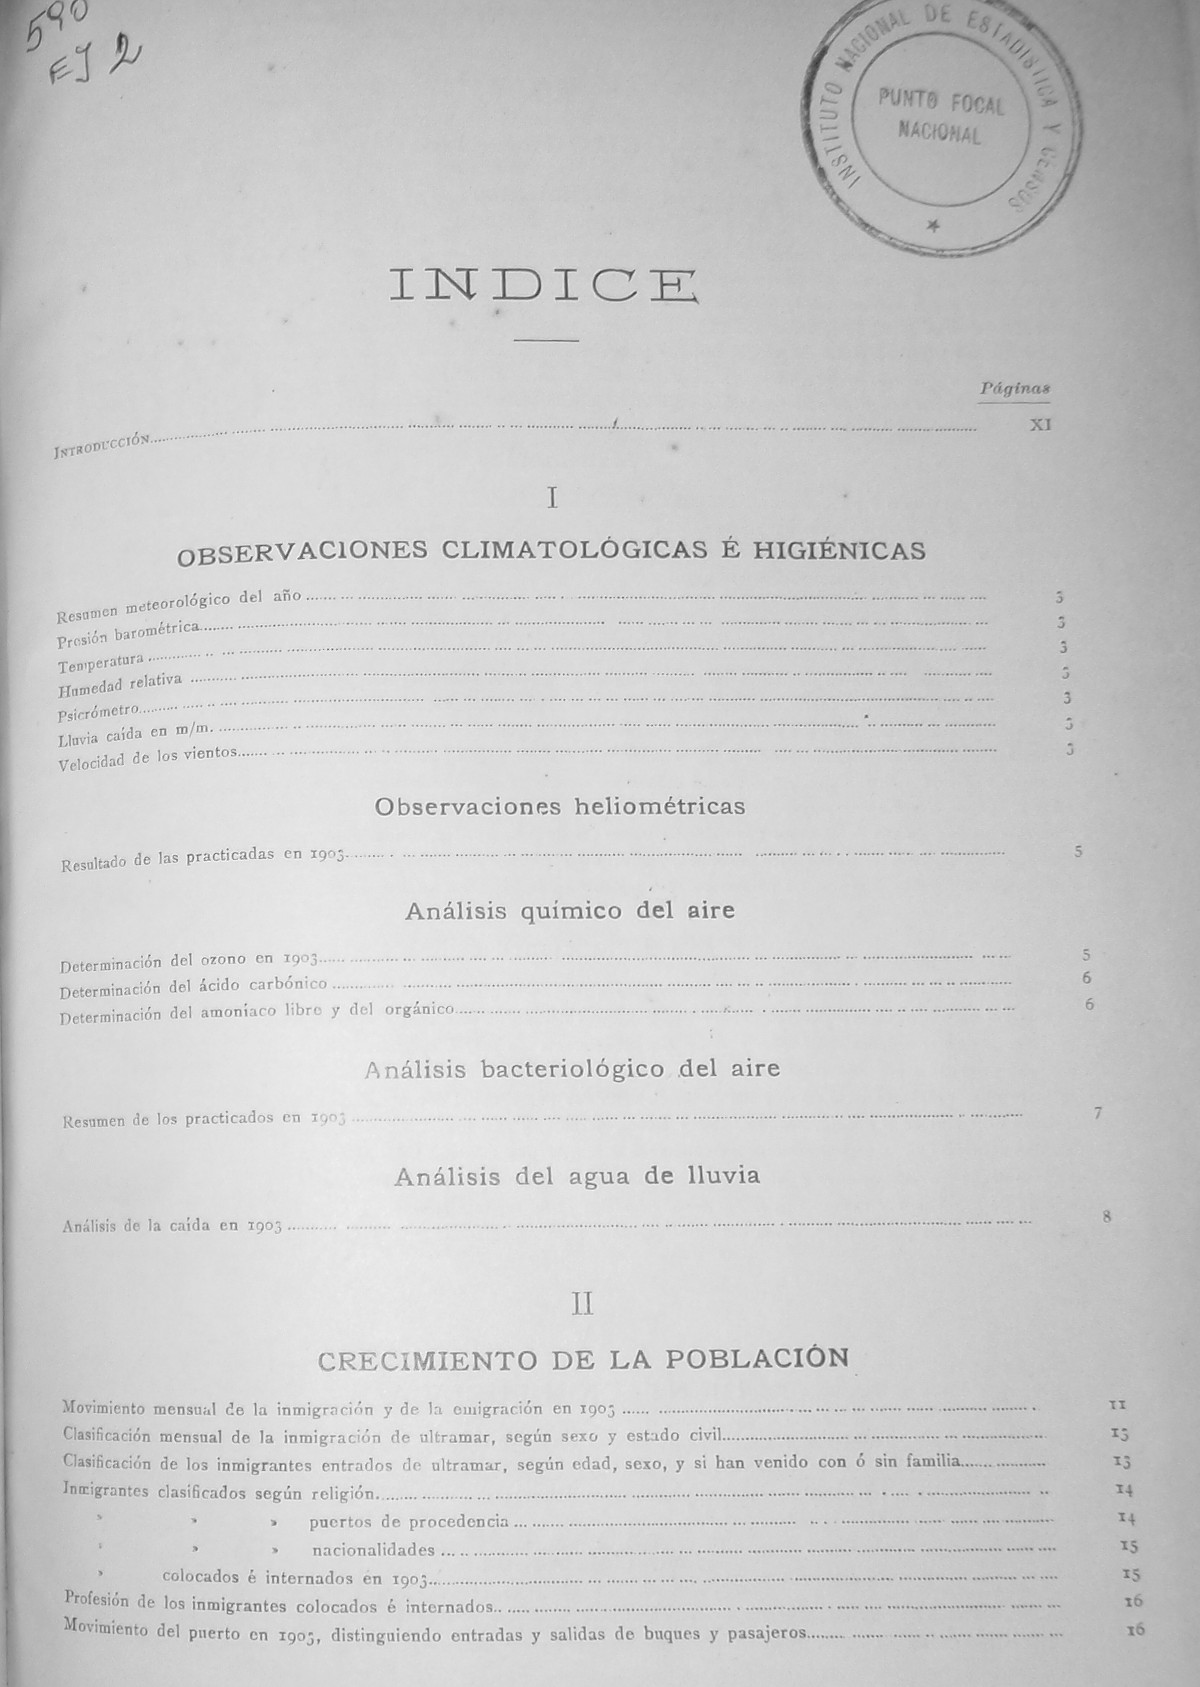 590
EJ 2
INSTITUTO NACIONAL DE ESTADISTICA Y CENSOS
PUNTO FOCAL
NACIONAL
INDICE
Páginas
INTRODUCCIÓN XI
I
OBSERVACIONES CLIMATOLÓGICAS É HIGIÉNICAS
Resumen meteorológico del año 3
Presión barométrica 3
Temperatura 3
Humedad relativa 3
Psicrómetro 3
Lluvia caída en m/m. 3
Velocidad de los vientos 3
Observaciones heliométricas
Resultado de las practicadas en 1903 5
Análisis químico del aire
Determinación del ozono en 1903 5
Determinación del ácido carbónico 6
Determinación del amoníaco libre y del orgánico 6
Análisis bacteriológico del aire
Resumen de los practicados en 1903 7
Análisis del agua de lluvia
Análisis de la caída en 1903 8
II
CRECIMIENTO DE LA POBLACIÓN
Movimiento mensual de la inmigración y de la emigración en 1903 11
Clasificación mensual de la inmigración de ultramar, según sexo y estado civil 13
Clasificación de los inmigrantes entrados de ultramar, según edad, sexo, y si han venido con ó sin familia 13
Inmigrantes clasificados según religión 14
» » » puertos de procedencia 14
» » » nacionalidades 15
» colocados é internados en 1903 15
Profesión de los inmigrantes colocados é internados 16
Movimiento del puerto en 1903, distinguiendo entradas y salidas de buques y pasajeros 16